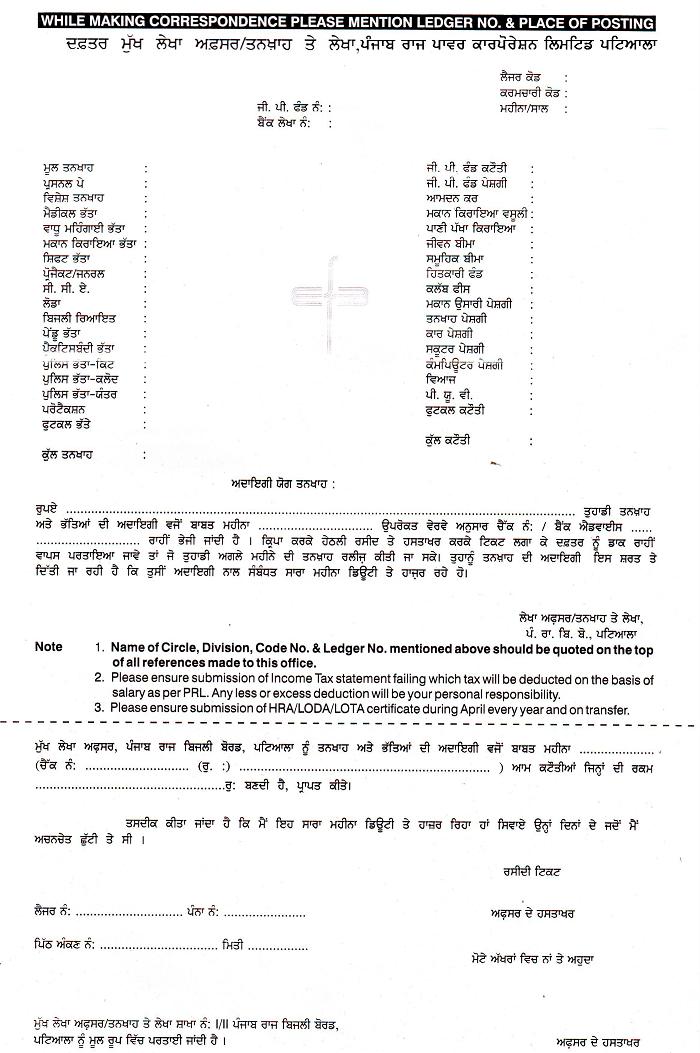 WHILE MAKING CORRESPONDENCE PLEASE MENTION LEDGER NO. & PLACE OF POSTING
ਦਫ਼ਤਰ ਮੁੱਖ ਲੇਖਾ ਅਫ਼ਸਰ/ਤਨਖ਼ਾਹ ਤੇ ਲੇਖਾ,ਪੰਜਾਬ ਰਾਜ ਪਾਵਰ ਕਾਰਪੋਰੇਸ਼ਨ ਲਿਮਟਿਡ ਪਟਿਆਲਾ
ਲੈਜਰ ਕੋਡ :
ਕਰਮਚਾਰੀ ਕੋਡ :
ਜੀ. ਪੀ. ਫੰਡ ਨੰ: : ਮਹੀਨਾ/ਸਾਲ :
ਬੈਂਕ ਲੇਖਾ ਨੰ: :
ਮੂਲ ਤਨਖਾਹ : ਜੀ. ਪੀ. ਫੰਡ ਕਟੌਤੀ :
ਪ੍ਰਸਨਲ ਪੇ : ਜੀ. ਪੀ. ਫੰਡ ਪੇਸ਼ਗੀ :
ਵਿਸ਼ੇਸ਼ ਤਨਖਾਹ : ਆਮਦਨ ਕਰ :
ਮੈਡੀਕਲ ਭੱਤਾ : ਮਕਾਨ ਕਿਰਾਇਆ ਵਸੂਲੀ :
ਵਾਧੂ ਮਹਿੰਗਾਈ ਭੱਤਾ : ਪਾਣੀ ਪੱਖਾ ਕਿਰਾਇਆ :
ਮਕਾਨ ਕਿਰਾਇਆ ਭੱਤਾ : ਜੀਵਨ ਬੀਮਾ :
ਸ਼ਿਫਟ ਭੱਤਾ : ਸਮੂਹਿਕ ਬੀਮਾ :
ਪ੍ਰੋਜੈਕਟ/ਜਨਰਲ : ਹਿਤਕਾਰੀ ਫੰਡ :
ਸੀ. ਸੀ. ਏ. : ਕਲੱਬ ਫੀਸ :
ਲੋਡਾ : ਮਕਾਨ ਉਸਾਰੀ ਪੇਸ਼ਗੀ :
ਬਿਜਲੀ ਰਿਆਇਤ : ਤਨਖਾਹ ਪੇਸ਼ਗੀ :
ਪੇਂਡੂ ਭੱਤਾ : ਕਾਰ ਪੇਸ਼ਗੀ :
ਪੈਕਟਿਸਬੰਦੀ ਭੱਤਾ : ਸਕੂਟਰ ਪੇਸ਼ਗੀ :
ਪੁਲਿਸ ਭੱਤਾ-ਕਿਟ : ਕੰਮਪਿਊਟਰ ਪੇਸ਼ਗੀ :
ਪੁਲਿਸ ਭੱਤਾ-ਕਲੋਦ : ਵਿਆਜ :
ਪੁਲਿਸ ਭੱਤਾ-ਯੰਤਰ : ਪੀ. ਯੂ. ਵੀ. :
ਪਰੋਟੈਕਸ਼ਨ : ਫੁਟਕਲ ਕਟੌਤੀ :
ਫੁਟਕਲ ਭੱਤੇ :
ਕੁੱਲ ਕਟੌਤੀ :
ਕੁੱਲ ਤਨਖਾਹ :
ਅਦਾਇਗੀ ਯੋਗ ਤਨਖਾਹ :
ਰੁਪਏ .................... ਤੁਹਾਡੀ ਤਨਖਾਹ
ਅਤੇ ਭੱਤਿਆਂ ਦੀ ਅਦਾਇਗੀ ਵਜੋਂ ਬਾਬਤ ਮਹੀਨਾ .................... ਉਪਰੋਕਤ ਵੇਰਵੇ ਅਨੁਸਾਰ ਚੈੱਕ ਨੰ: / ਬੈਂਕ ਐਡਵਾਈਸ ......
.................... ਰਾਹੀਂ ਭੇਜੀ ਜਾਂਦੀ ਹੈ । ਕ੍ਰਿਪਾ ਕਰਕੇ ਹੇਠਲੀ ਰਸੀਦ ਤੇ ਹਸਤਾਖਰ ਕਰਕੇ ਟਿਕਟ ਲਗਾ ਕੇ ਦਫ਼ਤਰ ਨੂੰ ਡਾਕ ਰਾਹੀਂ
ਵਾਪਸ ਪਰਤਾਇਆ ਜਾਵੇ ਤਾਂ ਜੋ ਤੁਹਾਡੀ ਅਗਲੇ ਮਹੀਨੇ ਦੀ ਤਨਖਾਹ ਰਲੀਜ਼ ਕੀਤੀ ਜਾ ਸਕੇ। ਤੁਹਾਨੂੰ ਤਨਖਾਹ ਦੀ ਅਦਾਇਗੀ ਇਸ ਸ਼ਰਤ ਤੇ
ਦਿੱਤੀ ਜਾ ਰਹੀ ਹੈ ਕਿ ਤੁਸੀਂ ਅਦਾਇਗੀ ਨਾਲ ਸੰਬੰਧਤ ਸਾਰਾ ਮਹੀਨਾ ਡਿਊਟੀ ਤੇ ਹਾਜ਼ਰ ਰਹੇ ਹੋ।
ਲੇਖਾ ਅਫ਼ਸਰ/ਤਨਖਾਹ ਤੇ ਲੇਖਾ,
ਪੰ. ਰਾ. ਬਿ. ਬੋ., ਪਟਿਆਲਾ
Note 1. Name of Circle, Division, Code No. & Ledger No. mentioned above should be quoted on the top
of all references made to this office.
2. Please ensure submission of Income Tax statement failing which tax will be deducted on the basis of
salary as per PRL. Any less or excess deduction will be your personal responsibility.
3. Please ensure submission of HRA/LODA/LOTA certificate during April every year and on transfer.
ਮੁੱਖ ਲੇਖਾ ਅਫ਼ਸਰ, ਪੰਜਾਬ ਰਾਜ ਬਿਜਲੀ ਬੋਰਡ, ਪਟਿਆਲਾ ਨੂੰ ਤਨਖਾਹ ਅਤੇ ਭੱਤਿਆਂ ਦੀ ਅਦਾਇਗੀ ਵਜੋਂ ਬਾਬਤ ਮਹੀਨਾ ....................
(ਚੈੱਕ ਨੰ: .................... (ਰੁ. :) .................... ) ਆਮ ਕਟੌਤੀਆਂ ਜਿਨ੍ਹਾਂ ਦੀ ਰਕਮ
....................ਰੁ: ਬਣਦੀ ਹੈ, ਪ੍ਰਾਪਤ ਕੀਤੇ।
ਤਸਦੀਕ ਕੀਤਾ ਜਾਂਦਾ ਹੈ ਕਿ ਮੈਂ ਇਹ ਸਾਰਾ ਮਹੀਨਾ ਡਿਊਟੀ ਤੇ ਹਾਜ਼ਰ ਰਿਹਾ ਹਾਂ ਸਿਵਾਏ ਉਨ੍ਹਾਂ ਦਿਨਾਂ ਦੇ ਜਦੋਂ ਮੈਂ
ਅਚਨਚੇਤ ਛੁੱਟੀ ਤੇ ਸੀ ।
ਰਸੀਦੀ ਟਿਕਟ
ਲੈਜਰ ਨੰ: .................... ਪੰਨਾ ਨੰ: .................... ਅਫਸਰ ਦੇ ਹਸਤਾਖਰ
ਪਿੱਠ ਅੰਕਣ ਨੰ: .................... ਮਿਤੀ ....................
ਮੋਟੇ ਅੱਖਰਾਂ ਵਿਚ ਨਾਂ ਤੇ ਅਹੁਦਾ
ਮੁੱਖ ਲੇਖਾ ਅਫਸਰ/ਤਨਖਾਹ ਤੇ ਲੇਖਾ ਸ਼ਾਖਾ ਨੰ: I/II ਪੰਜਾਬ ਰਾਜ ਬਿਜਲੀ ਬੋਰਡ,
ਪਟਿਆਲਾ ਨੂੰ ਮੂਲ ਰੂਪ ਵਿੱਚ ਪਰਤਾਈ ਜਾਂਦੀ ਹੈ । ਅਫਸਰ ਦੇ ਹਸਤਾਖਰ